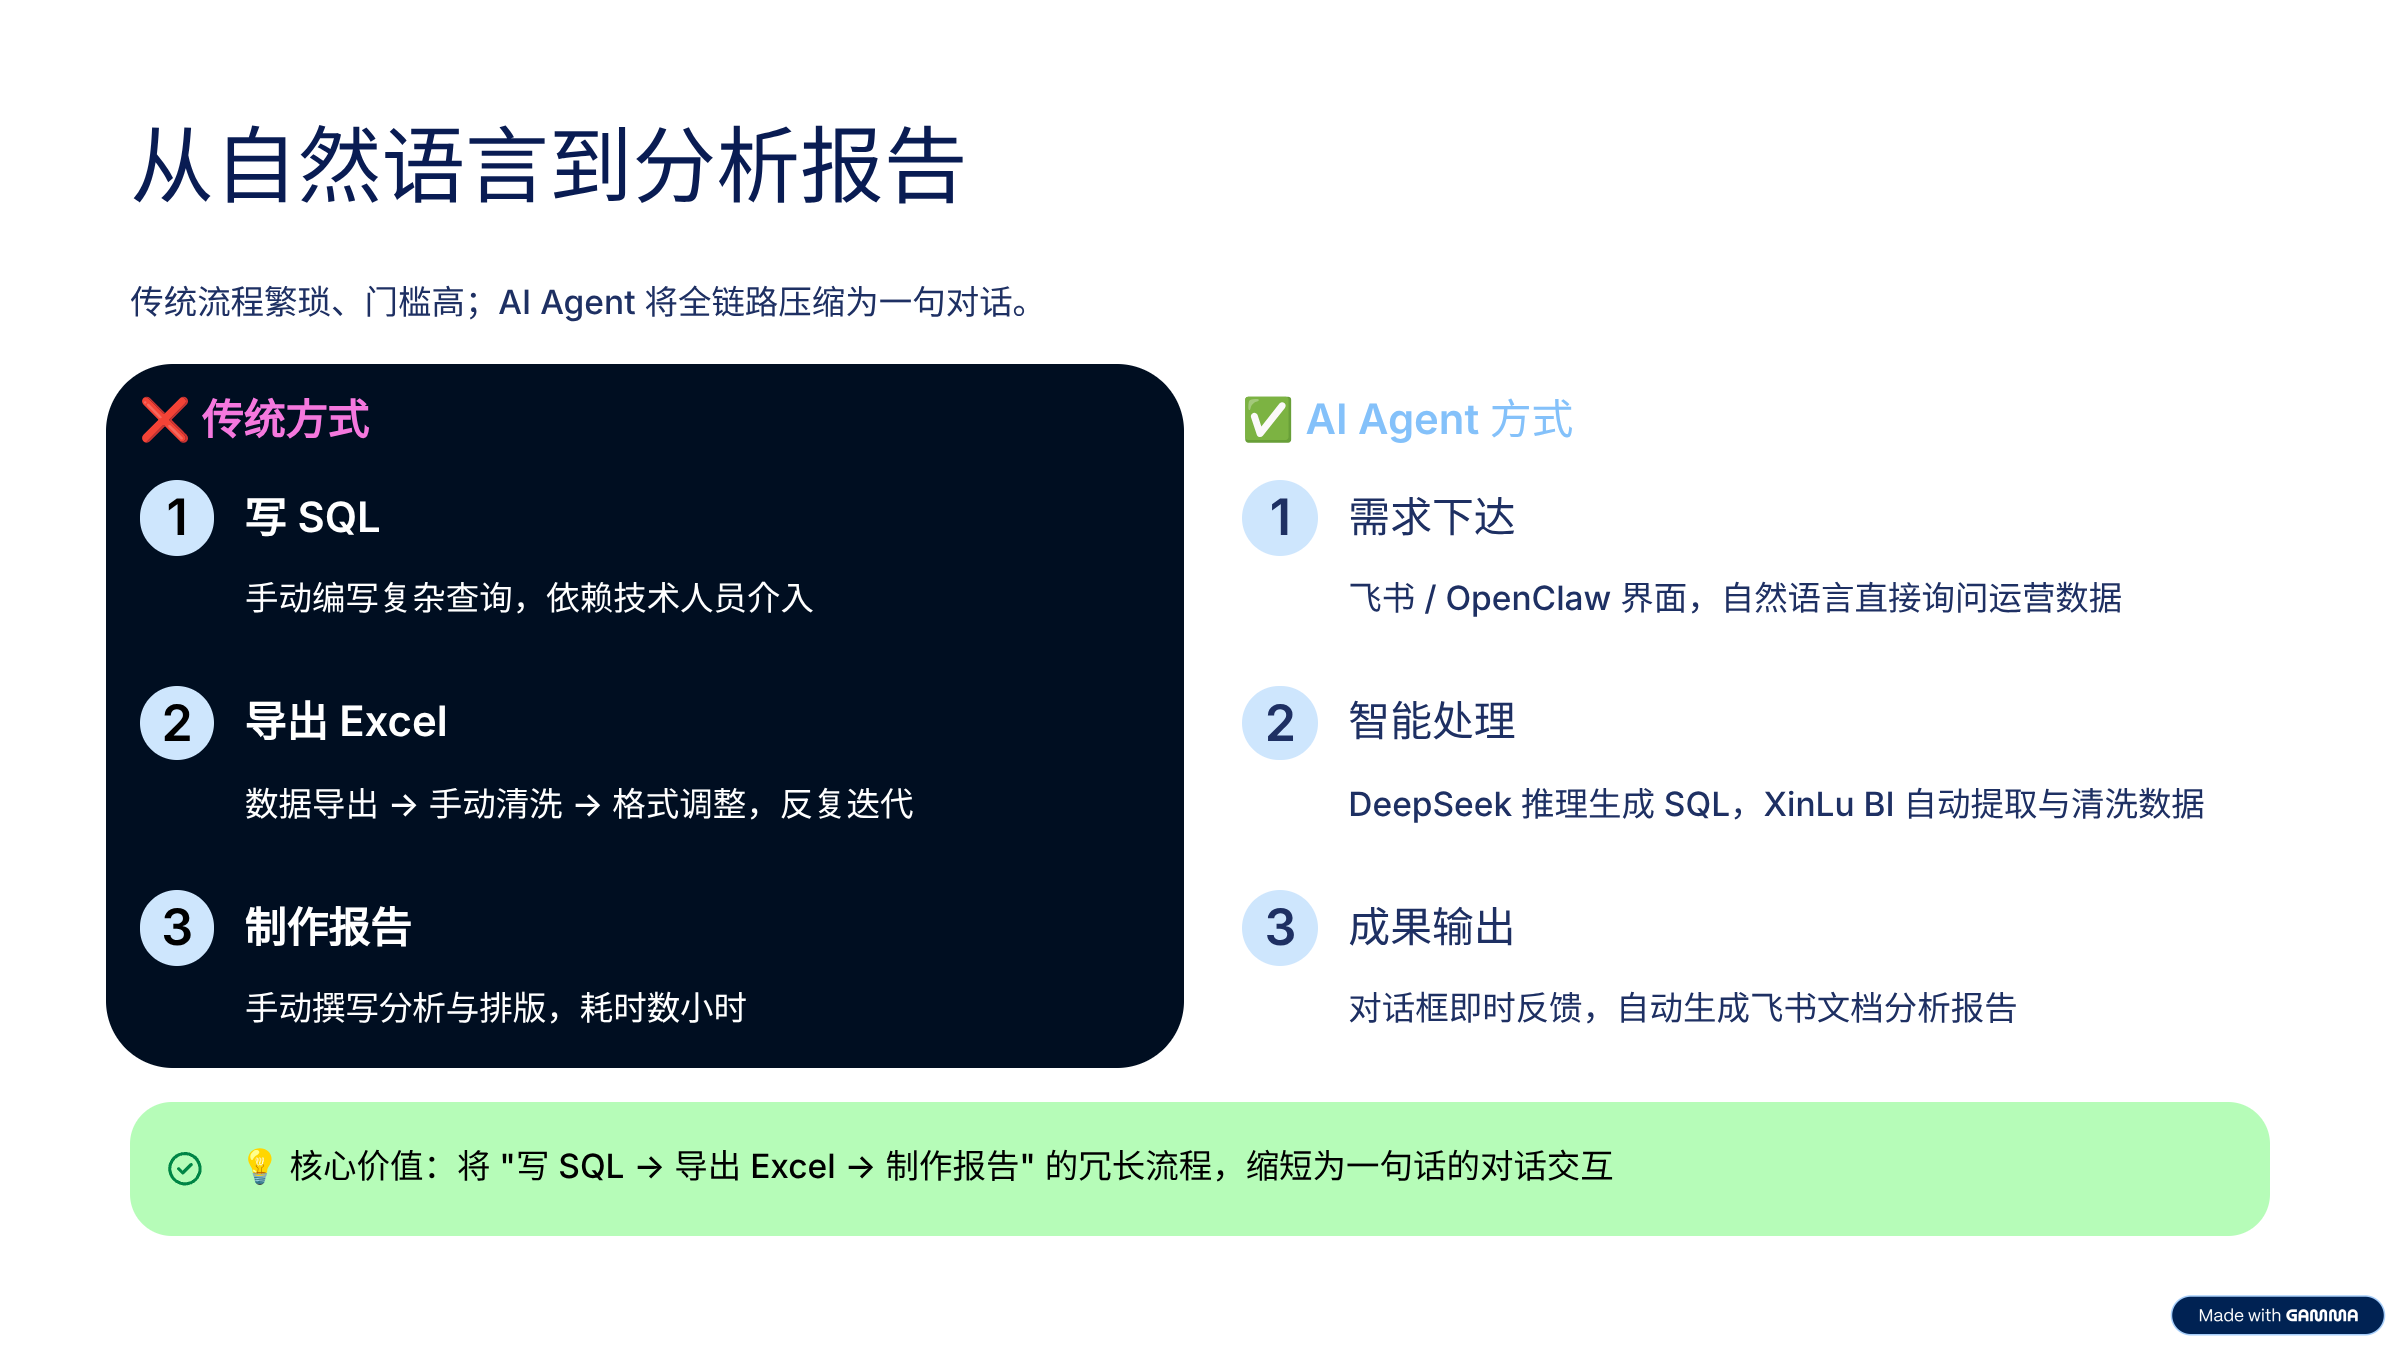 从自然语言到分析报告
传统流程繁琐、门槛高；AI Agent 将全链路压缩为一句对话。
❌ 传统方式
1 写 SQL
手动编写复杂查询，依赖技术人员介入
2 导出 Excel
数据导出 → 手动清洗 → 格式调整，反复迭代
3 制作报告
手动撰写分析与排版，耗时数小时
✅ AI Agent 方式
1 需求下达
飞书 / OpenClaw 界面，自然语言直接询问运营数据
2 智能处理
DeepSeek 推理生成 SQL，XinLu BI 自动提取与清洗数据
3 成果输出
对话框即时反馈，自动生成飞书文档分析报告
💡 核心价值：将 "写 SQL → 导出 Excel → 制作报告" 的冗长流程，缩短为一句话的对话交互
Made with GAMMA